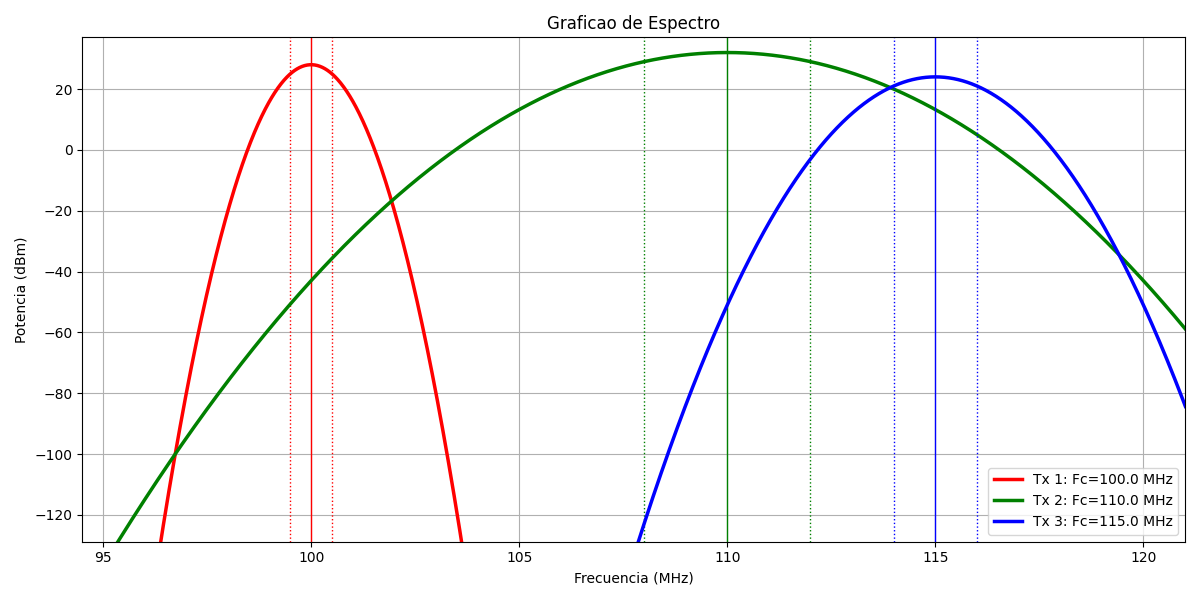 Graficao de Espectro
Potencia (dBm)
20
0
−20
−40
−60
−80
−100
−120
95
100
105
110
115
120
Frecuencia (MHz)
Tx 1: Fc=100.0 MHz
Tx 2: Fc=110.0 MHz
Tx 3: Fc=115.0 MHz